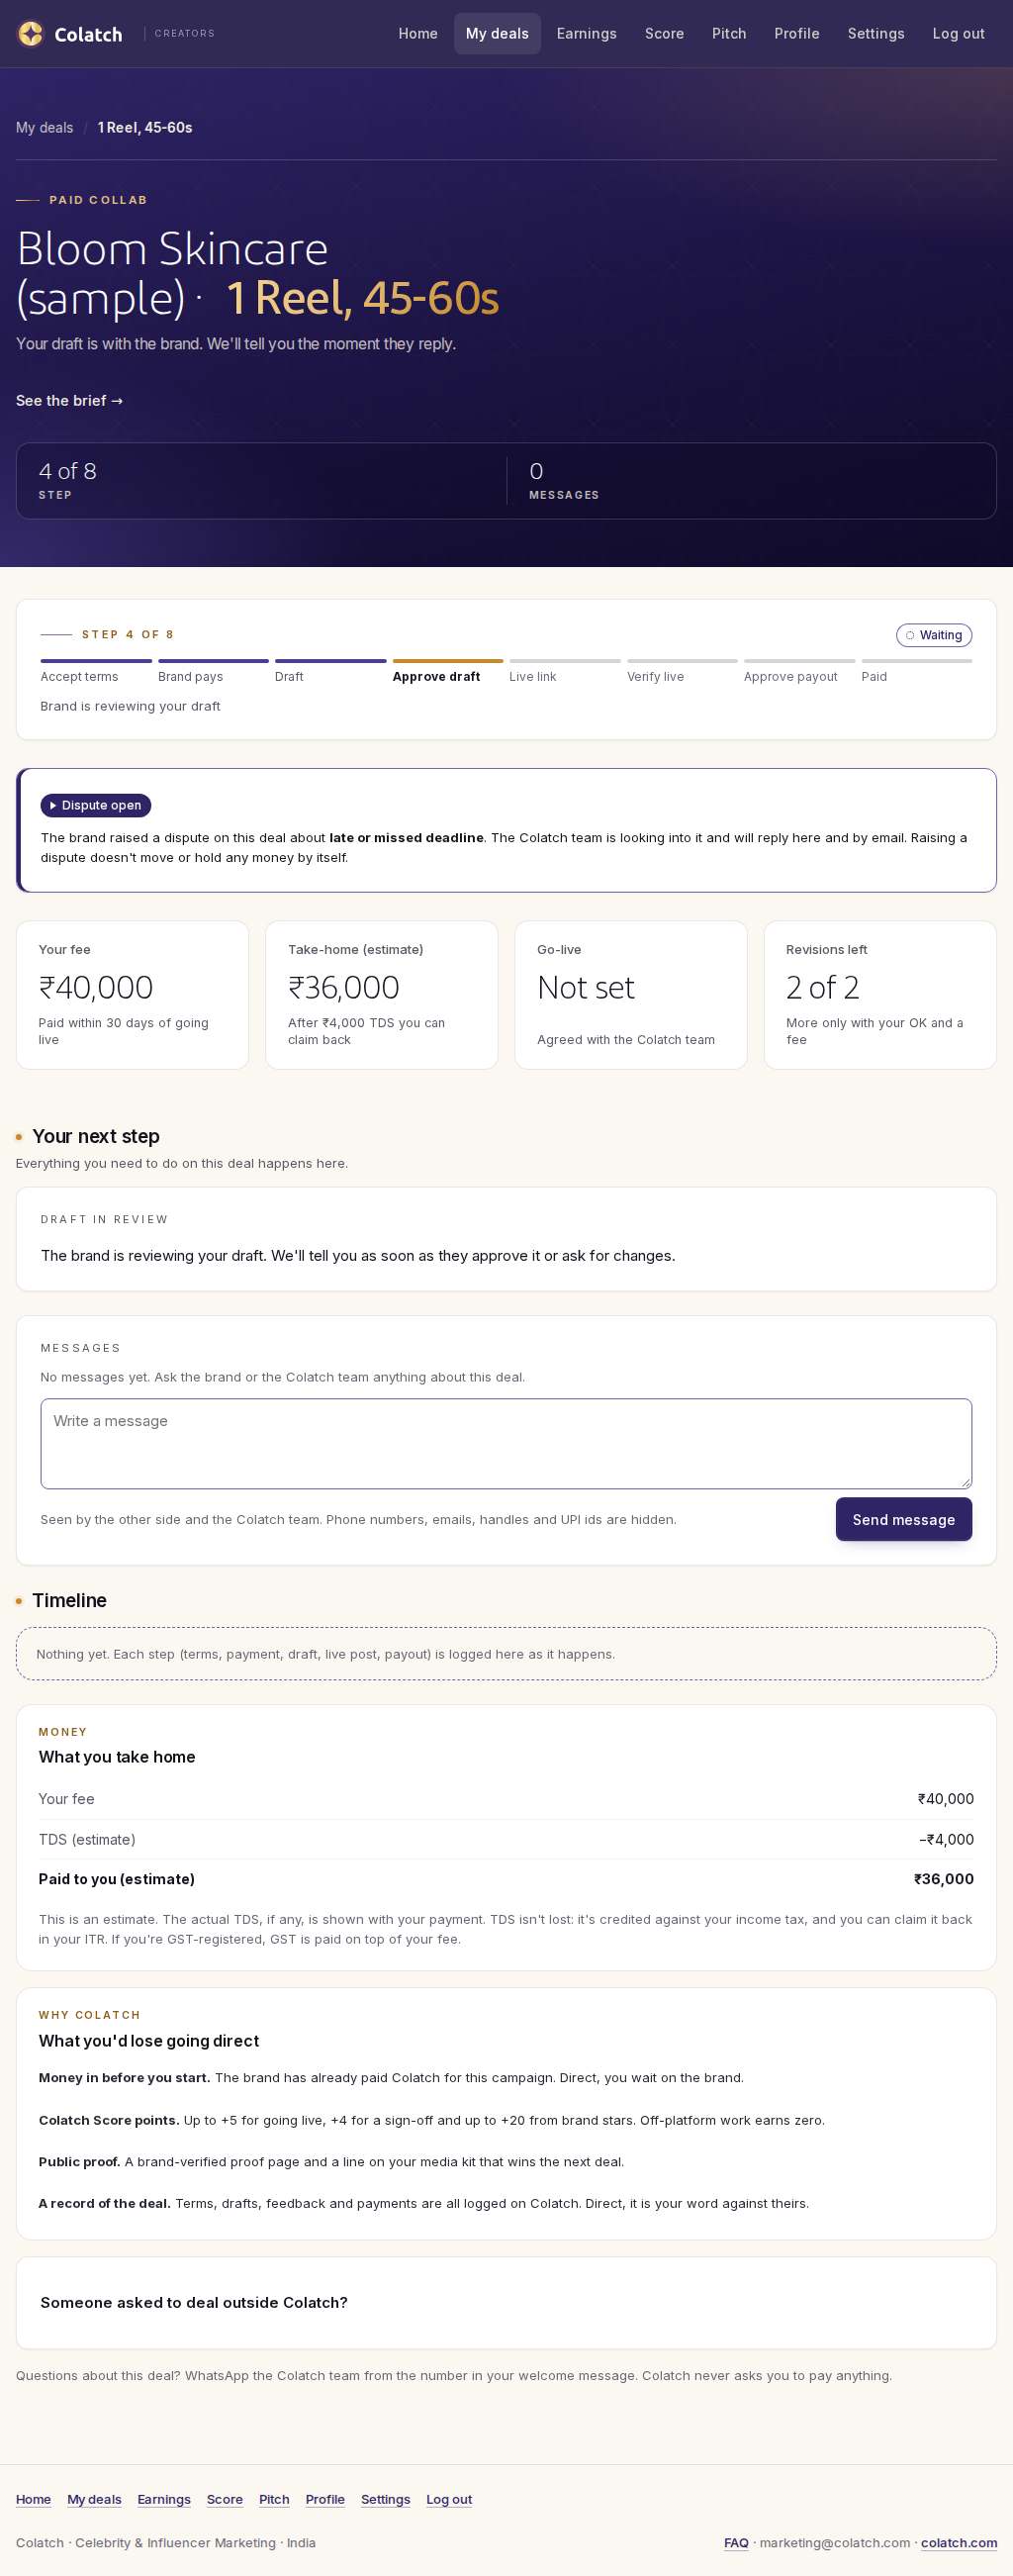 Colatch CREATORS Home My deals Earnings Score Pitch Profile Settings Log out
My deals / 1 Reel, 45-60s
PAID COLLAB
Bloom Skincare
(sample) · 1 Reel, 45-60s
Your draft is with the brand. We'll tell you the moment they reply.
See the brief →
4 of 8 0
STEP MESSAGES
STEP 4 OF 8 Waiting
Accept terms Brand pays Draft Approve draft Live link Verify live Approve payout Paid
Brand is reviewing your draft
Dispute open
The brand raised a dispute on this deal about late or missed deadline. The Colatch team is looking into it and will reply here and by email. Raising a
dispute doesn't move or hold any money by itself.
Your fee Take-home (estimate) Go-live Revisions left
₹40,000 ₹36,000 Not set 2 of 2
Paid within 30 days of going live After ₹4,000 TDS you can claim back Agreed with the Colatch team More only with your OK and a fee
Your next step
Everything you need to do on this deal happens here.
DRAFT IN REVIEW
The brand is reviewing your draft. We'll tell you as soon as they approve it or ask for changes.
MESSAGES
No messages yet. Ask the brand or the Colatch team anything about this deal.
Write a message
Seen by the other side and the Colatch team. Phone numbers, emails, handles and UPI ids are hidden. Send message
Timeline
Nothing yet. Each step (terms, payment, draft, live post, payout) is logged here as it happens.
MONEY
What you take home
Your fee ₹40,000
TDS (estimate) −₹4,000
Paid to you (estimate) ₹36,000
This is an estimate. The actual TDS, if any, is shown with your payment. TDS isn't lost: it's credited against your income tax, and you can claim it back
in your ITR. If you're GST-registered, GST is paid on top of your fee.
WHY COLATCH
What you'd lose going direct
Money in before you start. The brand has already paid Colatch for this campaign. Direct, you wait on the brand.
Colatch Score points. Up to +5 for going live, +4 for a sign-off and up to +20 from brand stars. Off-platform work earns zero.
Public proof. A brand-verified proof page and a line on your media kit that wins the next deal.
A record of the deal. Terms, drafts, feedback and payments are all logged on Colatch. Direct, it is your word against theirs.
Someone asked to deal outside Colatch?
Questions about this deal? WhatsApp the Colatch team from the number in your welcome message. Colatch never asks you to pay anything.
Home My deals Earnings Score Pitch Profile Settings Log out
Colatch · Celebrity & Influencer Marketing · India FAQ · marketing@colatch.com · colatch.com